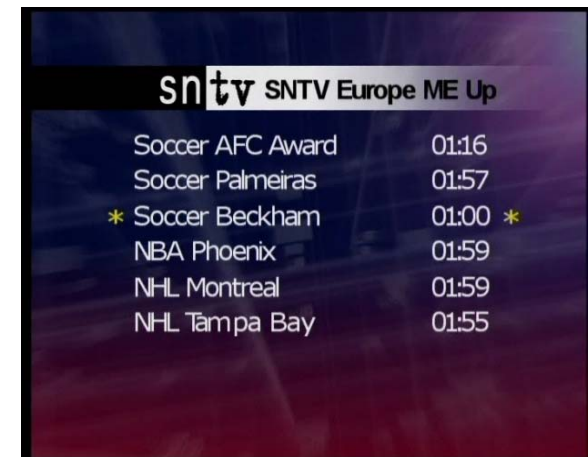 sntv SNTV Europe ME Up
Soccer AFC Award 01:16
Soccer Palmeiras 01:57
* Soccer Beckham 01:00 *
NBA Phoenix 01:59
NHL Montreal 01:59
NHL Tampa Bay 01:55